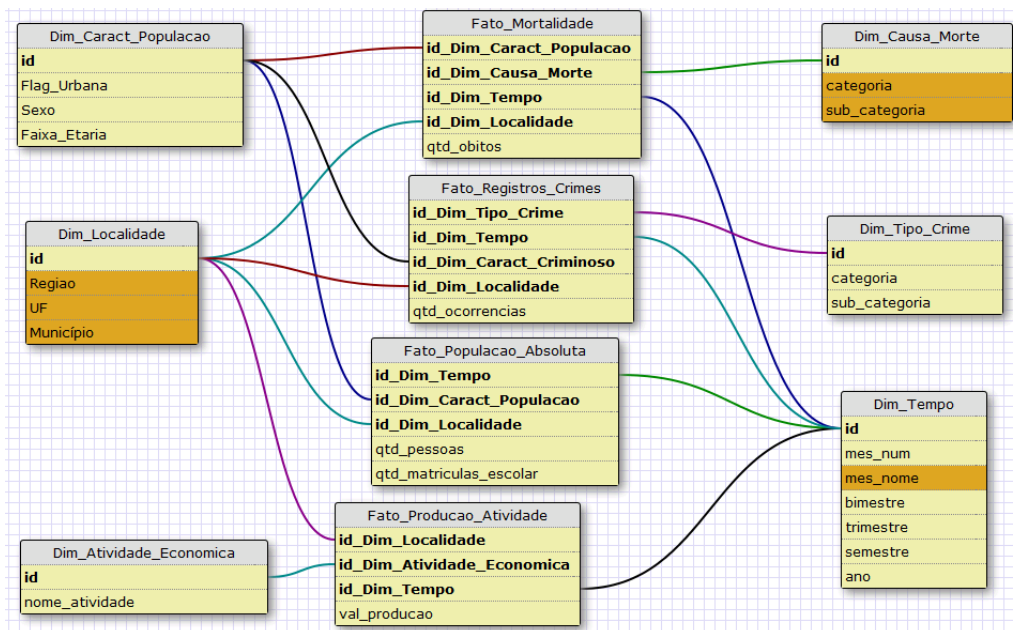 Dim_Caract_Populacao
id
Flag_Urbana
Sexo
Faixa_Etaria
Fato_Mortalidade
id_Dim_Caract_Populacao
id_Dim_Causa_Morte
id_Dim_Tempo
id_Dim_Localidade
qtd_obitos
Dim_Causa_Morte
id
categoria
sub_categoria
Dim_Localidade
id
Regiao
UF
Município
Fato_Registros_Crimes
id_Dim_Tipo_Crime
id_Dim_Tempo
id_Dim_Caract_Criminoso
id_Dim_Localidade
qtd_ocorrencias
Dim_Tipo_Crime
id
categoria
sub_categoria
Fato_Populacao_Absoluta
id_Dim_Tempo
id_Dim_Caract_Populacao
id_Dim_Localidade
qtd_pessoas
qtd_matriculas_escolar
Dim_Tempo
id
mes_num
mes_nome
bimestre
trimestre
semestre
ano
Dim_Atividade_Economica
id
nome_atividade
Fato_Producao_Atividade
id_Dim_Localidade
id_Dim_Atividade_Economica
id_Dim_Tempo
val_producao